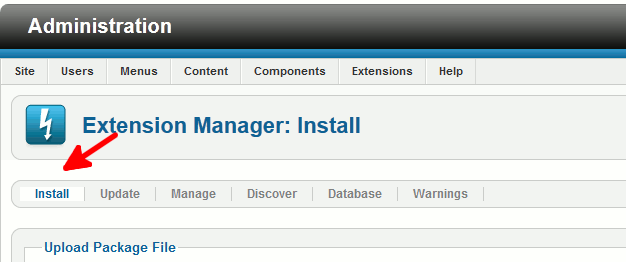 Administration
Site Users Menus Content Components Extensions Help
Extension Manager: Install
Install Update Manage Discover Database Warnings
Upload Package File